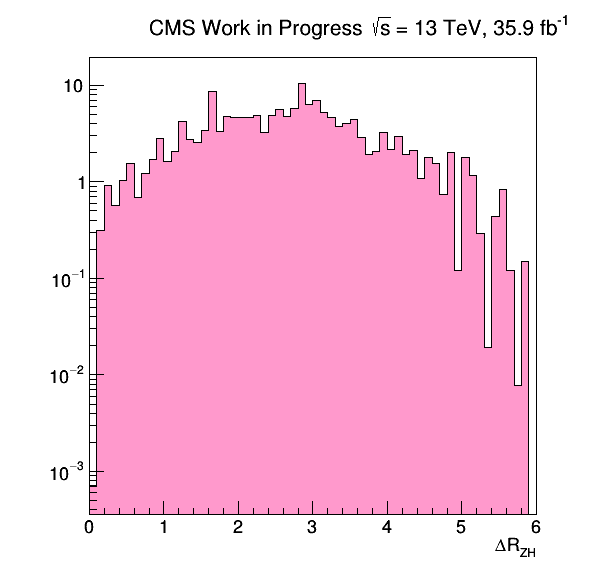 CMS Work in Progress √s = 13 TeV, 35.9 fb⁻¹
10
1
10⁻¹
10⁻²
10⁻³
0 1 2 3 4 5 6
ΔR_ZH